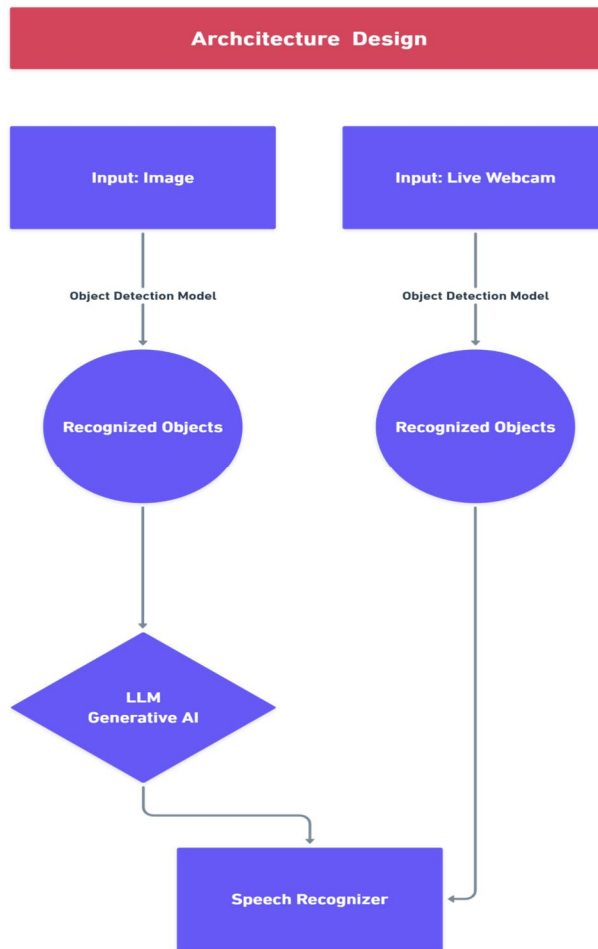 Archcitecture Design
Input: Image
Input: Live Webcam
Object Detection Model
Object Detection Model
Recognized Objects
Recognized Objects
LLM
Generative AI
Speech Recognizer